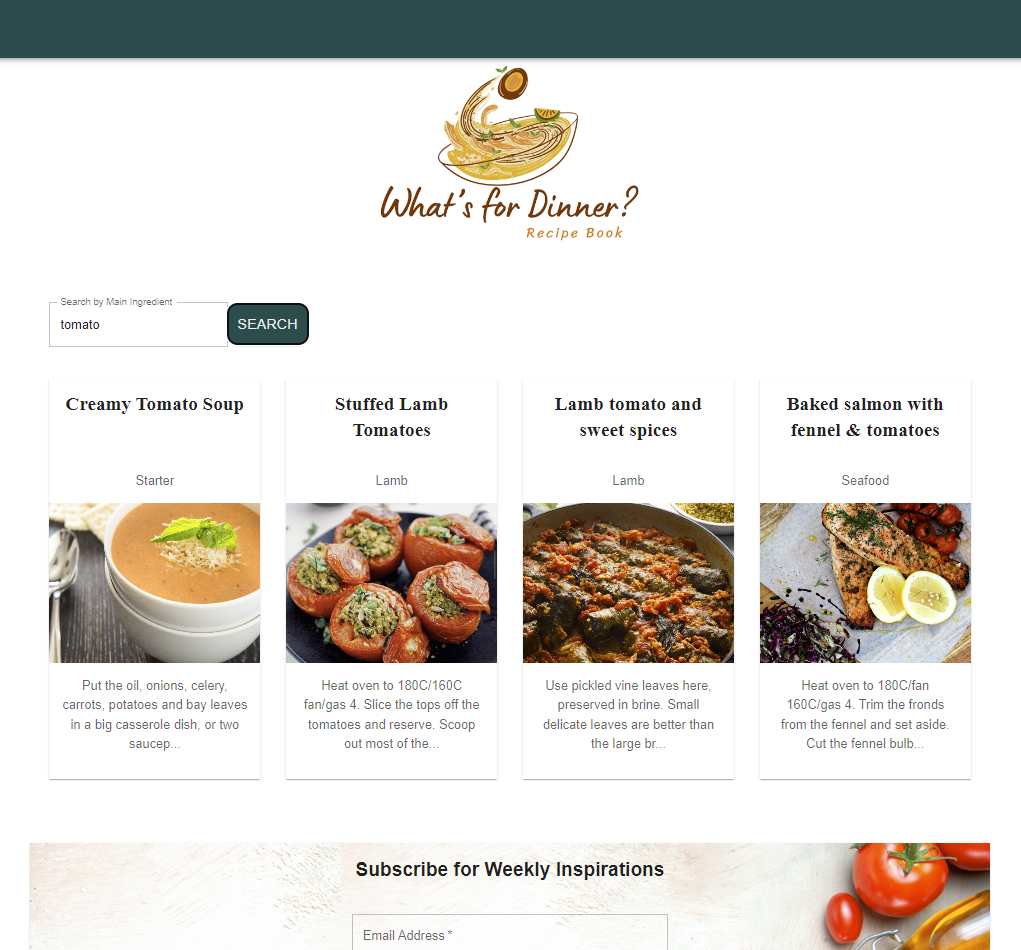 What's for Dinner?
Recipe Book
Search by Main Ingredient
tomato
SEARCH
Creamy Tomato Soup
Starter
Put the oil, onions, celery,
carrots, potatoes and bay leaves
in a big casserole dish, or two
saucep...
Stuffed Lamb
Tomatoes
Lamb
Heat oven to 180C/160C
fan/gas 4. Slice the tops off the
tomatoes and reserve. Scoop
out most of the...
Lamb tomato and
sweet spices
Lamb
Use pickled vine leaves here,
preserved in brine. Small
delicate leaves are better than
the large br...
Baked salmon with
fennel & tomatoes
Seafood
Heat oven to 180C/fan
160C/gas 4. Trim the fronds
from the fennel and set aside.
Cut the fennel bulb...
Subscribe for Weekly Inspirations
Email Address *